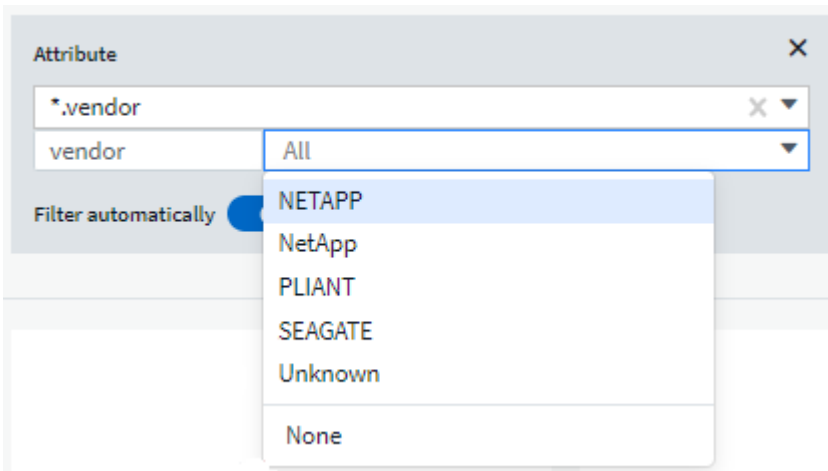 Attribute
*.vendor
vendor All
NETAPP
Filter automatically
NetApp
PLIANT
SEAGATE
Unknown
None